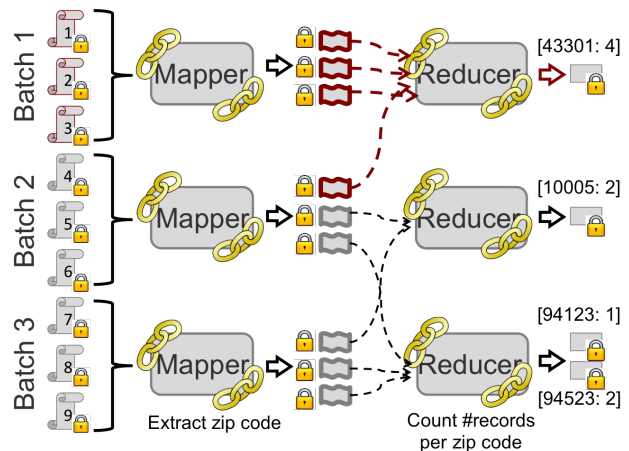 Batch 1
1
2
3
Mapper
Reducer
[43301: 4]
Batch 2
4
5
6
Mapper
Reducer
[10005: 2]
Batch 3
7
8
9
Mapper
Reducer
[94123: 1]
[94523: 2]
Extract zip code
Count #records
per zip code